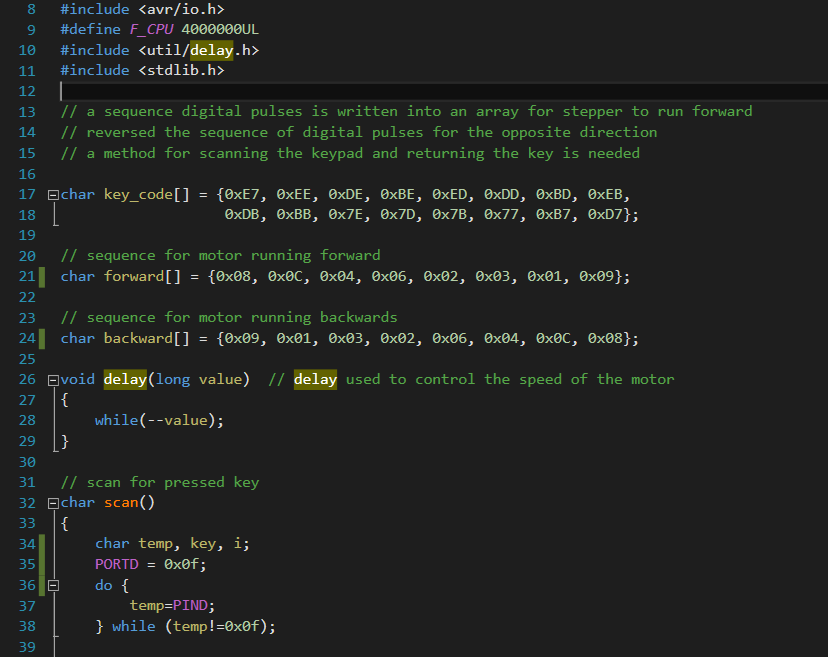 8 #include <avr/io.h>
9 #define F_CPU 4000000UL
10 #include <util/delay.h>
11 #include <stdlib.h>
12
13 // a sequence digital pulses is written into an array for stepper to run forward
14 // reversed the sequence of digital pulses for the opposite direction
15 // a method for scanning the keypad and returning the key is needed
16
17 char key_code[] = {0xE7, 0xEE, 0xDE, 0xBE, 0xED, 0xDD, 0xBD, 0xEB,
18 0xDB, 0xBB, 0x7E, 0x7D, 0x7B, 0x77, 0xB7, 0xD7};
19
20 // sequence for motor running forward
21 char forward[] = {0x08, 0x0C, 0x04, 0x06, 0x02, 0x03, 0x01, 0x09};
22
23 // sequence for motor running backwards
24 char backward[] = {0x09, 0x01, 0x03, 0x02, 0x06, 0x04, 0x0C, 0x08};
25
26 void delay(long value) // delay used to control the speed of the motor
27 {
28 while(--value);
29 }
30
31 // scan for pressed key
32 char scan()
33 {
34 char temp, key, i;
35 PORTD = 0x0f;
36 do {
37 temp=PIND;
38 } while (temp!=0x0f);
39